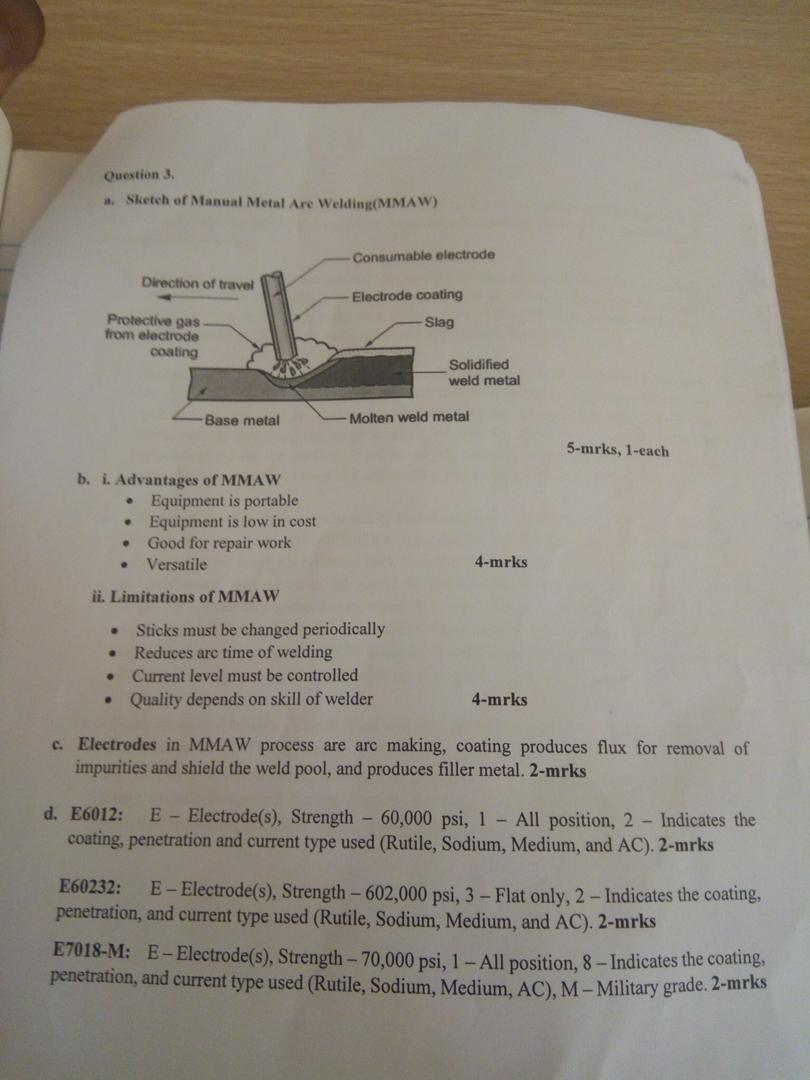 Question 3.
a. Sketch of Manual Metal Arc Welding(MMAW)
Consumable electrode
Direction of travel
Electrode coating
Protective gas
from electrode
coating
Slag
Solidified
weld metal
Base metal
Molten weld metal
5-mrks, 1-each
b. i. Advantages of MMAW
• Equipment is portable
• Equipment is low in cost
• Good for repair work
• Versatile 4-mrks
ii. Limitations of MMAW
• Sticks must be changed periodically
• Reduces arc time of welding
• Current level must be controlled
• Quality depends on skill of welder 4-mrks
c. Electrodes in MMAW process are arc making, coating produces flux for removal of
impurities and shield the weld pool, and produces filler metal. 2-mrks
d. E6012: E – Electrode(s), Strength – 60,000 psi, 1 – All position, 2 – Indicates the
coating, penetration and current type used (Rutile, Sodium, Medium, and AC). 2-mrks
E60232: E – Electrode(s), Strength – 602,000 psi, 3 – Flat only, 2 – Indicates the coating,
penetration, and current type used (Rutile, Sodium, Medium, and AC). 2-mrks
E7018-M: E – Electrode(s), Strength – 70,000 psi, 1 – All position, 8 – Indicates the coating,
penetration, and current type used (Rutile, Sodium, Medium, AC), M – Military grade. 2-mrks